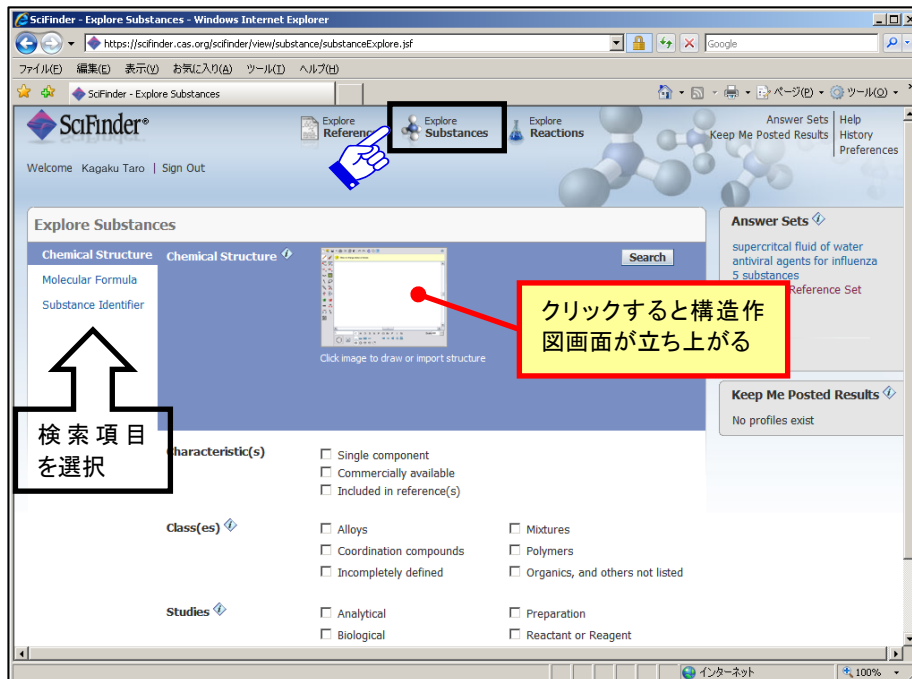 SciFinder - Explore Substances - Windows Internet Explorer
https://scifinder.cas.org/scifinder/view/substance/substanceExplore.jsf
Google
ファイル(F) 編集(E) 表示(V) お気に入り(A) ツール(T) ヘルプ(H)
SciFinder - Explore Substances
ページ(P) ツール(O)
SciFinder®
Explore
Reference
Explore
Substances
Explore
Reactions
Answer Sets
Keep Me Posted Results
Help
History
Preferences
Welcome Kagaku Taro | Sign Out
Explore Substances
Chemical Structure
Molecular Formula
Substance Identifier
Chemical Structure
Search
Click image to draw or import structure
クリックすると構造作
図画面が立ち上がる
検索項目
を選択
Answer Sets
supercritcal fluid of water
antiviral agents for influenza
5 substances
Reference Set
Keep Me Posted Results
No profiles exist
Characteristic(s)
Single component
Commercially available
Included in reference(s)
Class(es)
Alloys
Mixtures
Coordination compounds
Polymers
Incompletely defined
Organics, and others not listed
Studies
Analytical
Preparation
Biological
Reactant or Reagent
インターネット
100%